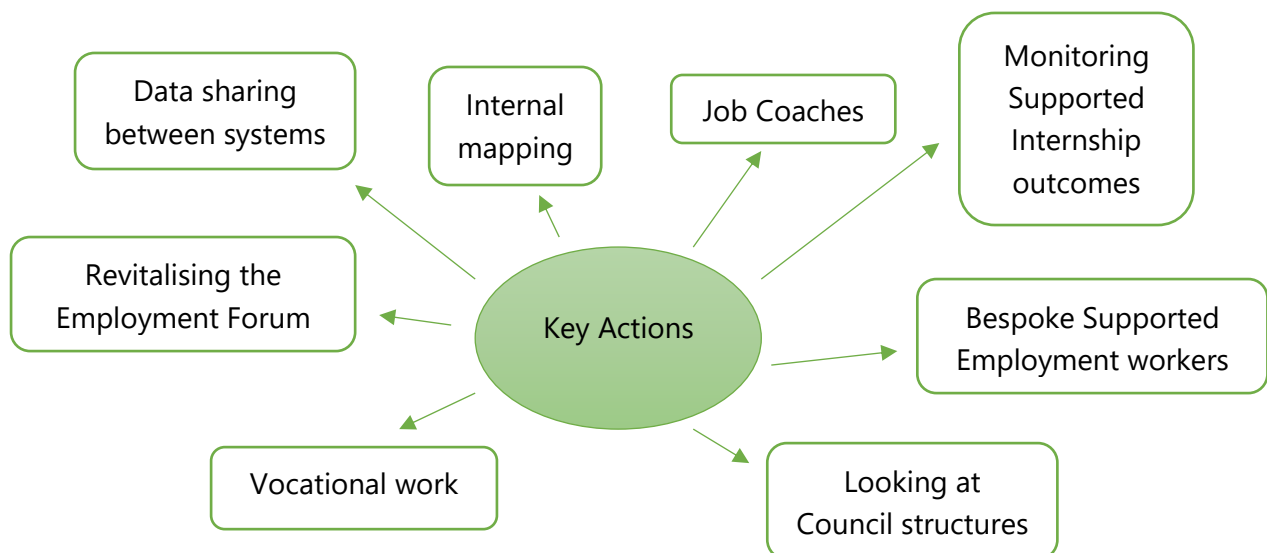 Data sharing
between systems
Internal
mapping
Job Coaches
Monitoring
Supported
Internship
outcomes
Revitalising the
Employment Forum
Key Actions
Bespoke Supported
Employment workers
Vocational work
Looking at
Council structures